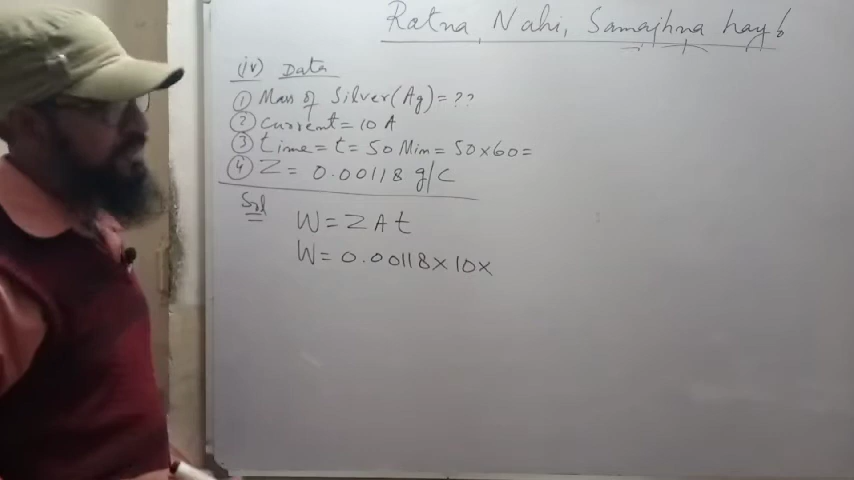 Ratna, Nahi, Samajhna hay 6
(iv) Data
① Mass of Silver (Ag) = ??
② Current = 10 A
③ time = t = 50 Min = 50×60=
④ Z = 0.00118 g/C
Sol
W = Z A t
W = 0.00118 × 10 ×